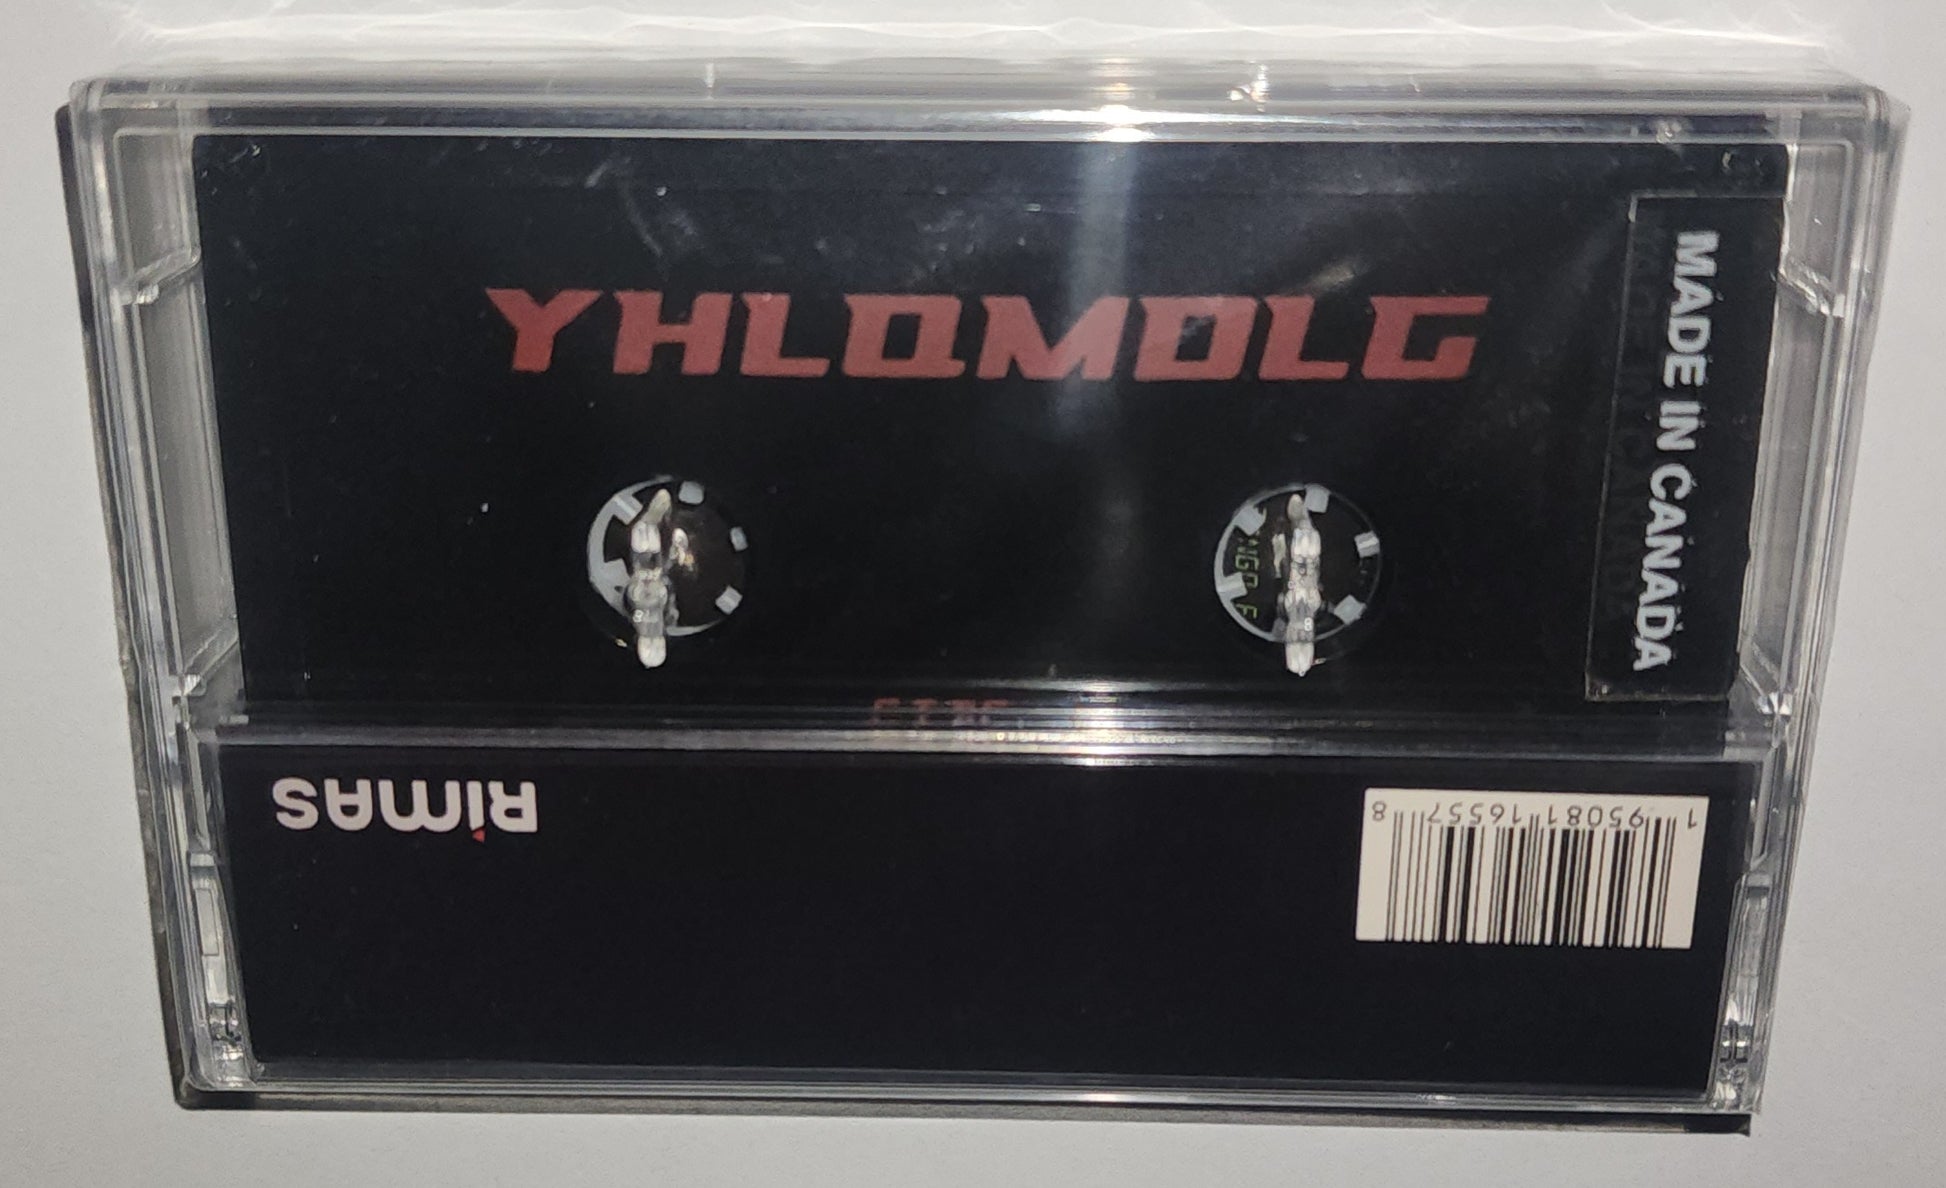 YHLQMDLG
MADE IN CANADA
RiMAS
1 95081 16557 8